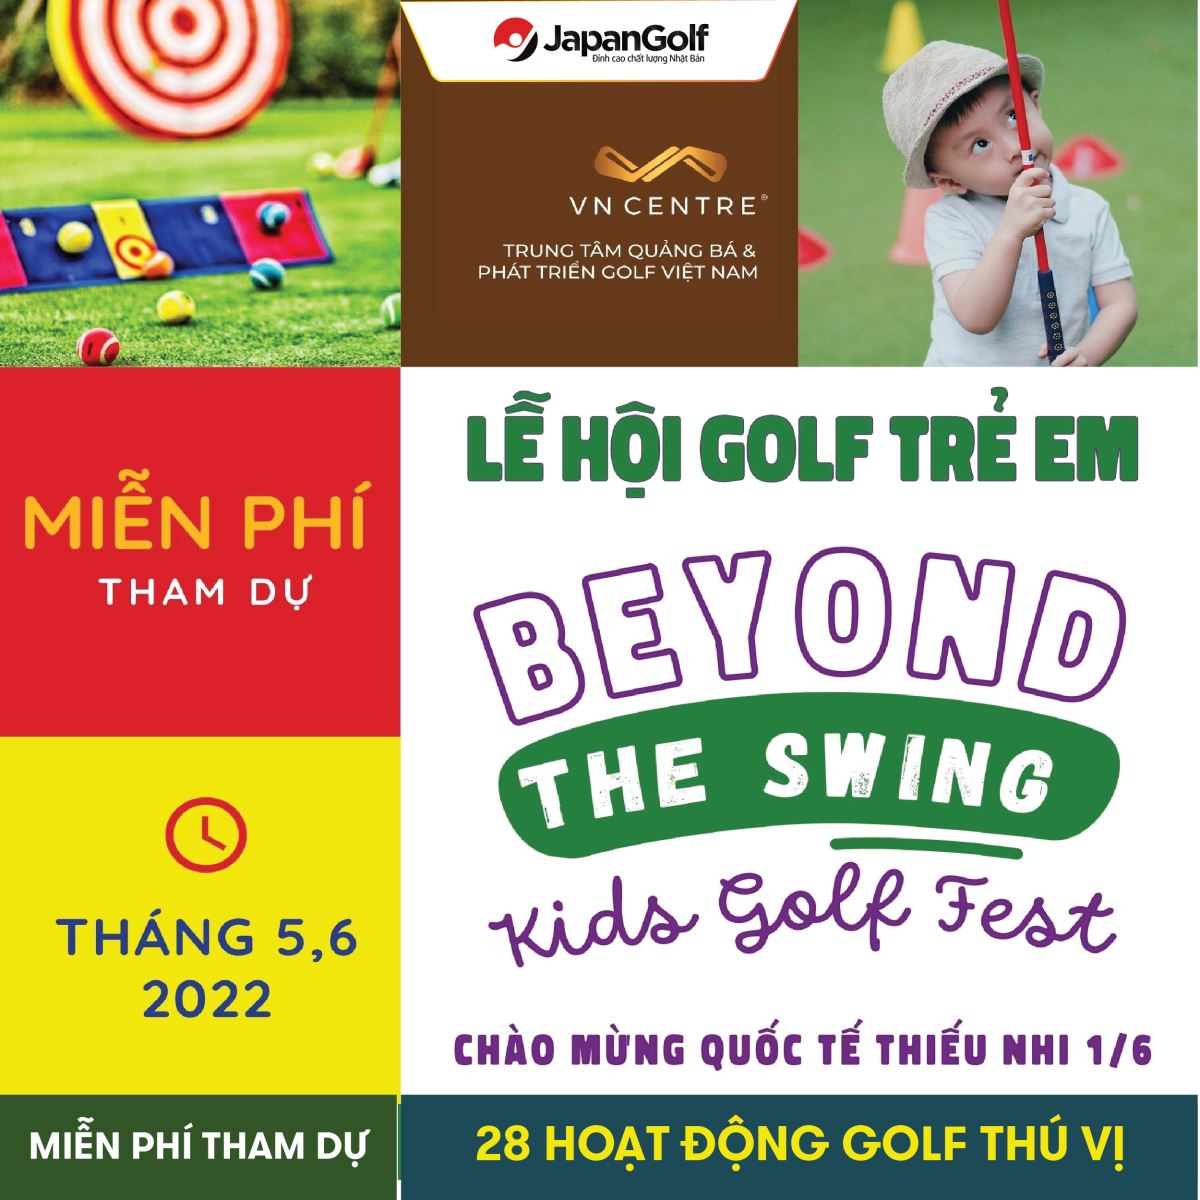 JapanGolf
Đỉnh cao chất lượng Nhật Bản
VN CENTRE®
TRUNG TÂM QUẢNG BÁ &
PHÁT TRIỂN GOLF VIỆT NAM
MIỄN PHÍ
THAM DỰ
LỄ HỘI GOLF TRẺ EM
BEYOND
THE SWING
Kids Golf Fest
THÁNG 5,6
2022
CHÀO MỪNG QUỐC TẾ THIẾU NHI 1/6
MIỄN PHÍ THAM DỰ
28 HOẠT ĐỘNG GOLF THÚ VỊ